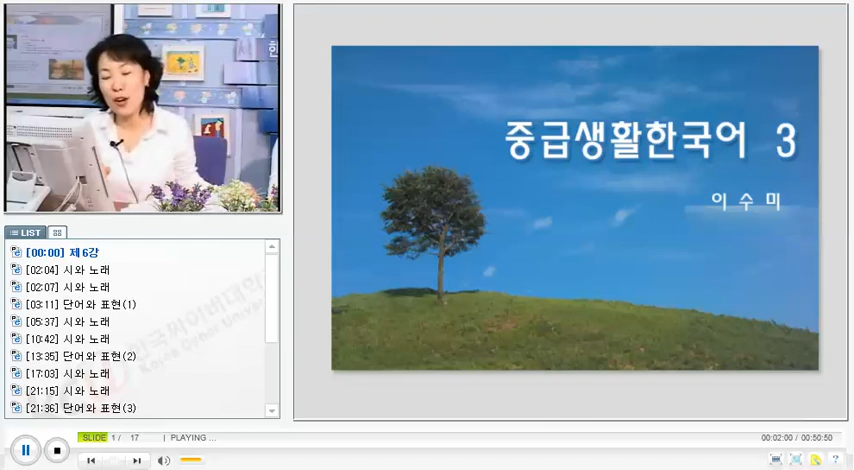 중급생활한국어 3
이 수 미
LIST
[00:00] 제 6강
[02:04] 시와 노래
[02:07] 시와 노래
[03:11] 단어와 표현(1)
[05:37] 시와 노래
[10:42] 시와 노래
[13:35] 단어와 표현(2)
[17:03] 시와 노래
[21:15] 시와 노래
[21:36] 단어와 표현(3)
SLIDE 1 / 17 | PLAYING ...
00:02:00 / 00:50:50